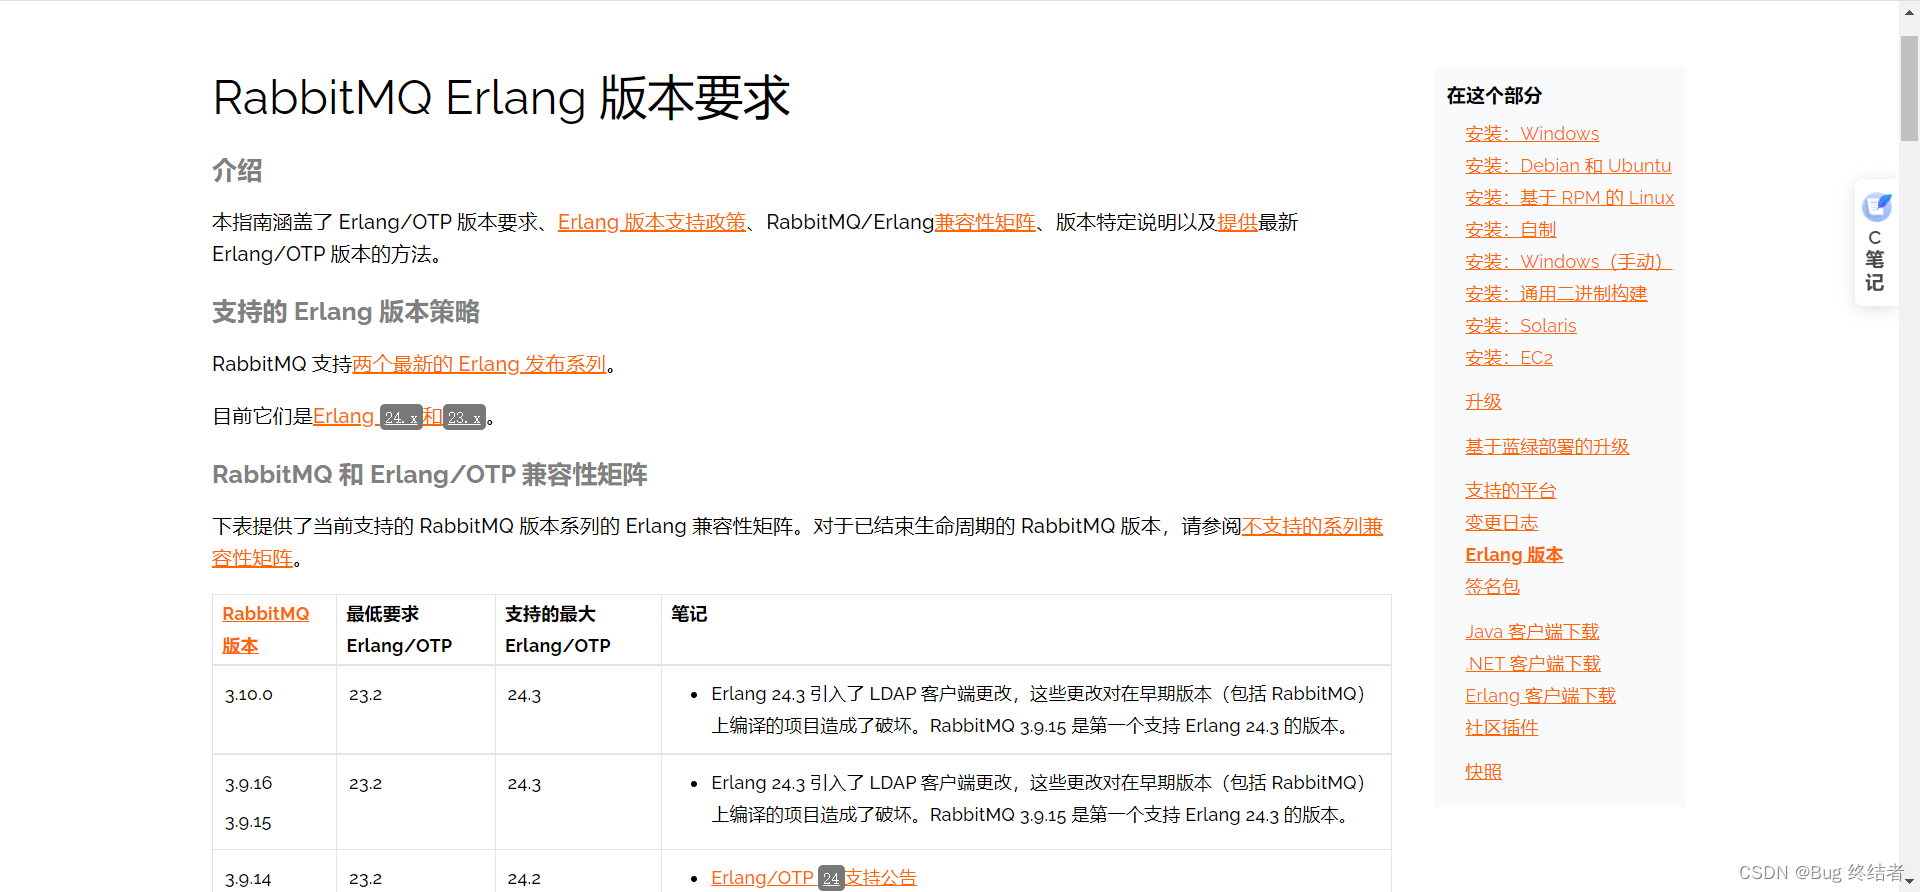 RabbitMQ Erlang 版本要求
介绍
本指南涵盖了 Erlang/OTP 版本要求、Erlang 版本支持政策、RabbitMQ/Erlang兼容性矩阵、版本特定说明以及提供最新
Erlang/OTP 版本的方法。
支持的 Erlang 版本策略
RabbitMQ 支持两个最新的 Erlang 发布系列。
目前它们是Erlang 24.x和23.x。
RabbitMQ 和 Erlang/OTP 兼容性矩阵
下表提供了当前支持的 RabbitMQ 版本系列的 Erlang 兼容性矩阵。对于已结束生命周期的 RabbitMQ 版本，请参阅不支持的系列兼
容性矩阵。
RabbitMQ
版本
最低要求
Erlang/OTP
支持的最大
Erlang/OTP
笔记
3.10.0
23.2
24.3
• Erlang 24.3 引入了 LDAP 客户端更改，这些更改对在早期版本（包括 RabbitMQ）
上编译的项目造成了破坏。RabbitMQ 3.9.15 是第一个支持 Erlang 24.3 的版本。
3.9.16
3.9.15
23.2
24.3
• Erlang 24.3 引入了 LDAP 客户端更改，这些更改对在早期版本（包括 RabbitMQ）
上编译的项目造成了破坏。RabbitMQ 3.9.15 是第一个支持 Erlang 24.3 的版本。
3.9.14
23.2
24.2
• Erlang/OTP 24支持公告
在这个部分
安装：Windows
安装：Debian 和 Ubuntu
安装：基于 RPM 的 Linux
安装：自制
安装：Windows（手动）
安装：通用二进制构建
安装：Solaris
安装：EC2
升级
基于蓝绿部署的升级
支持的平台
变更日志
Erlang 版本
签名包
Java 客户端下载
.NET 客户端下载
Erlang 客户端下载
社区插件
快照
C
笔
记
CSDN @Bug 终结者